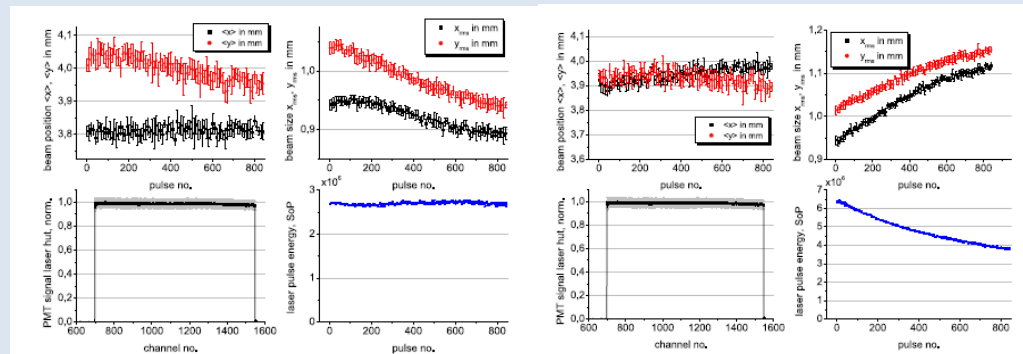 beam position <x>, <y> in mm
4,1
4,0
3,9
3,8
0 200 400 600 800
pulse no.
<x> in mm
<y> in mm
beam size x_rms, y_rms in mm
1,0
0,9
0 200 400 600 800
pulse no.
x_rms in mm
y_rms in mm
beam position <x>, <y> in mm
4,2
4,1
4,0
3,9
3,8
3,7
3,6
0 200 400 600 800
pulse no.
<x> in mm
<y> in mm
beam size x_rms, y_rms in mm
1,2
1,1
1,0
0,9
0 200 400 600 800
pulse no.
x_rms in mm
y_rms in mm
PMT signal laser hut, norm.
1,0
0,8
0,6
0,4
0,2
0,0
600 800 1000 1200 1400 1600
channel no.
laser pulse energy, SoP
x10^6
3
2
0 200 400 600 800
pulse no.
PMT signal laser hut, norm.
1,0
0,8
0,6
0,4
0,2
0,0
600 800 1000 1200 1400 1600
channel no.
laser pulse energy, SoP
x10^6
7
6
5
4
3
2
0 200 400 600 800
pulse no.